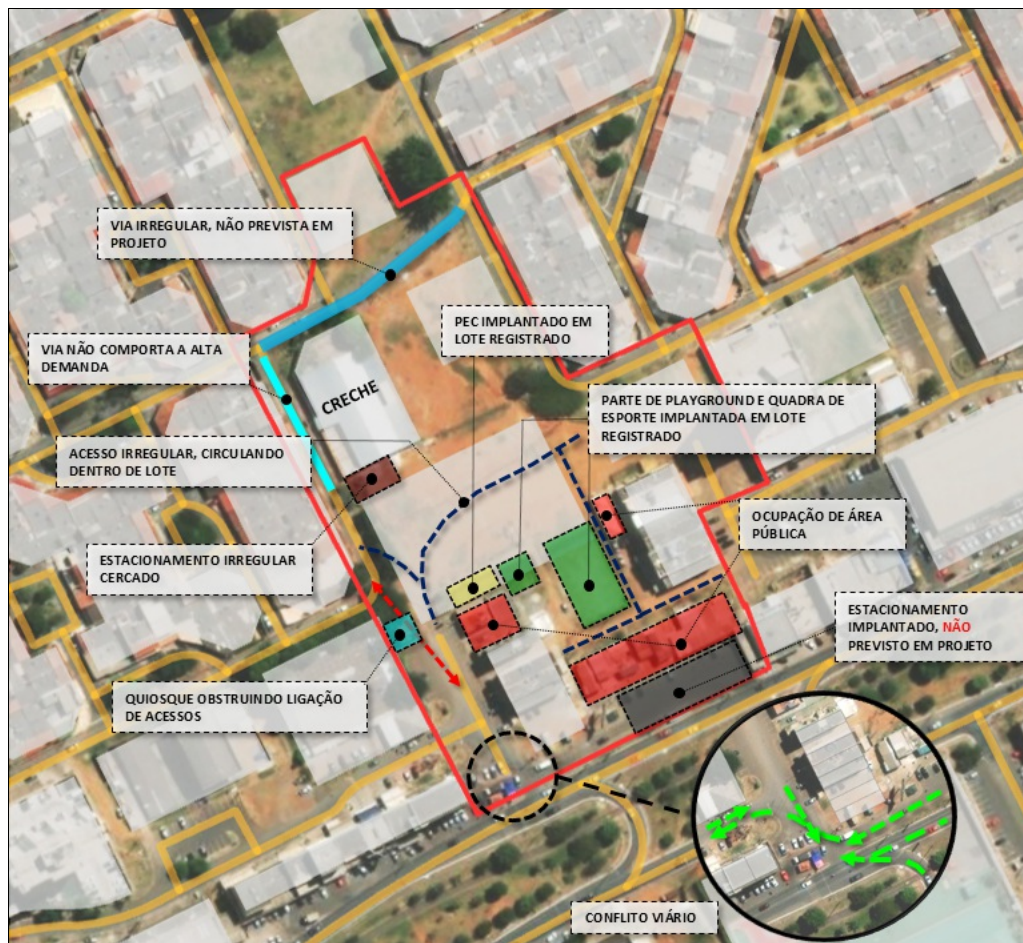 VIA IRREGULAR, NÃO PREVISTA EM
PROJETO
PEC IMPLANTADO EM
LOTE REGISTRADO
VIA NÃO COMPORTA A ALTA
DEMANDA
CRECHE
PARTE DE PLAYGROUND E QUADRA DE
ESPORTE IMPLANTADA EM LOTE
REGISTRADO
ACESSO IRREGULAR, CIRCULANDO
DENTRO DE LOTE
OCUPAÇÃO DE ÁREA
PÚBLICA
ESTACIONAMENTO IRREGULAR
CERCADO
ESTACIONAMENTO
IMPLANTADO, NÃO
PREVISTO EM PROJETO
QUIOSQUE OBSTRUINDO LIGAÇÃO
DE ACESSOS
CONFLITO VIÁRIO